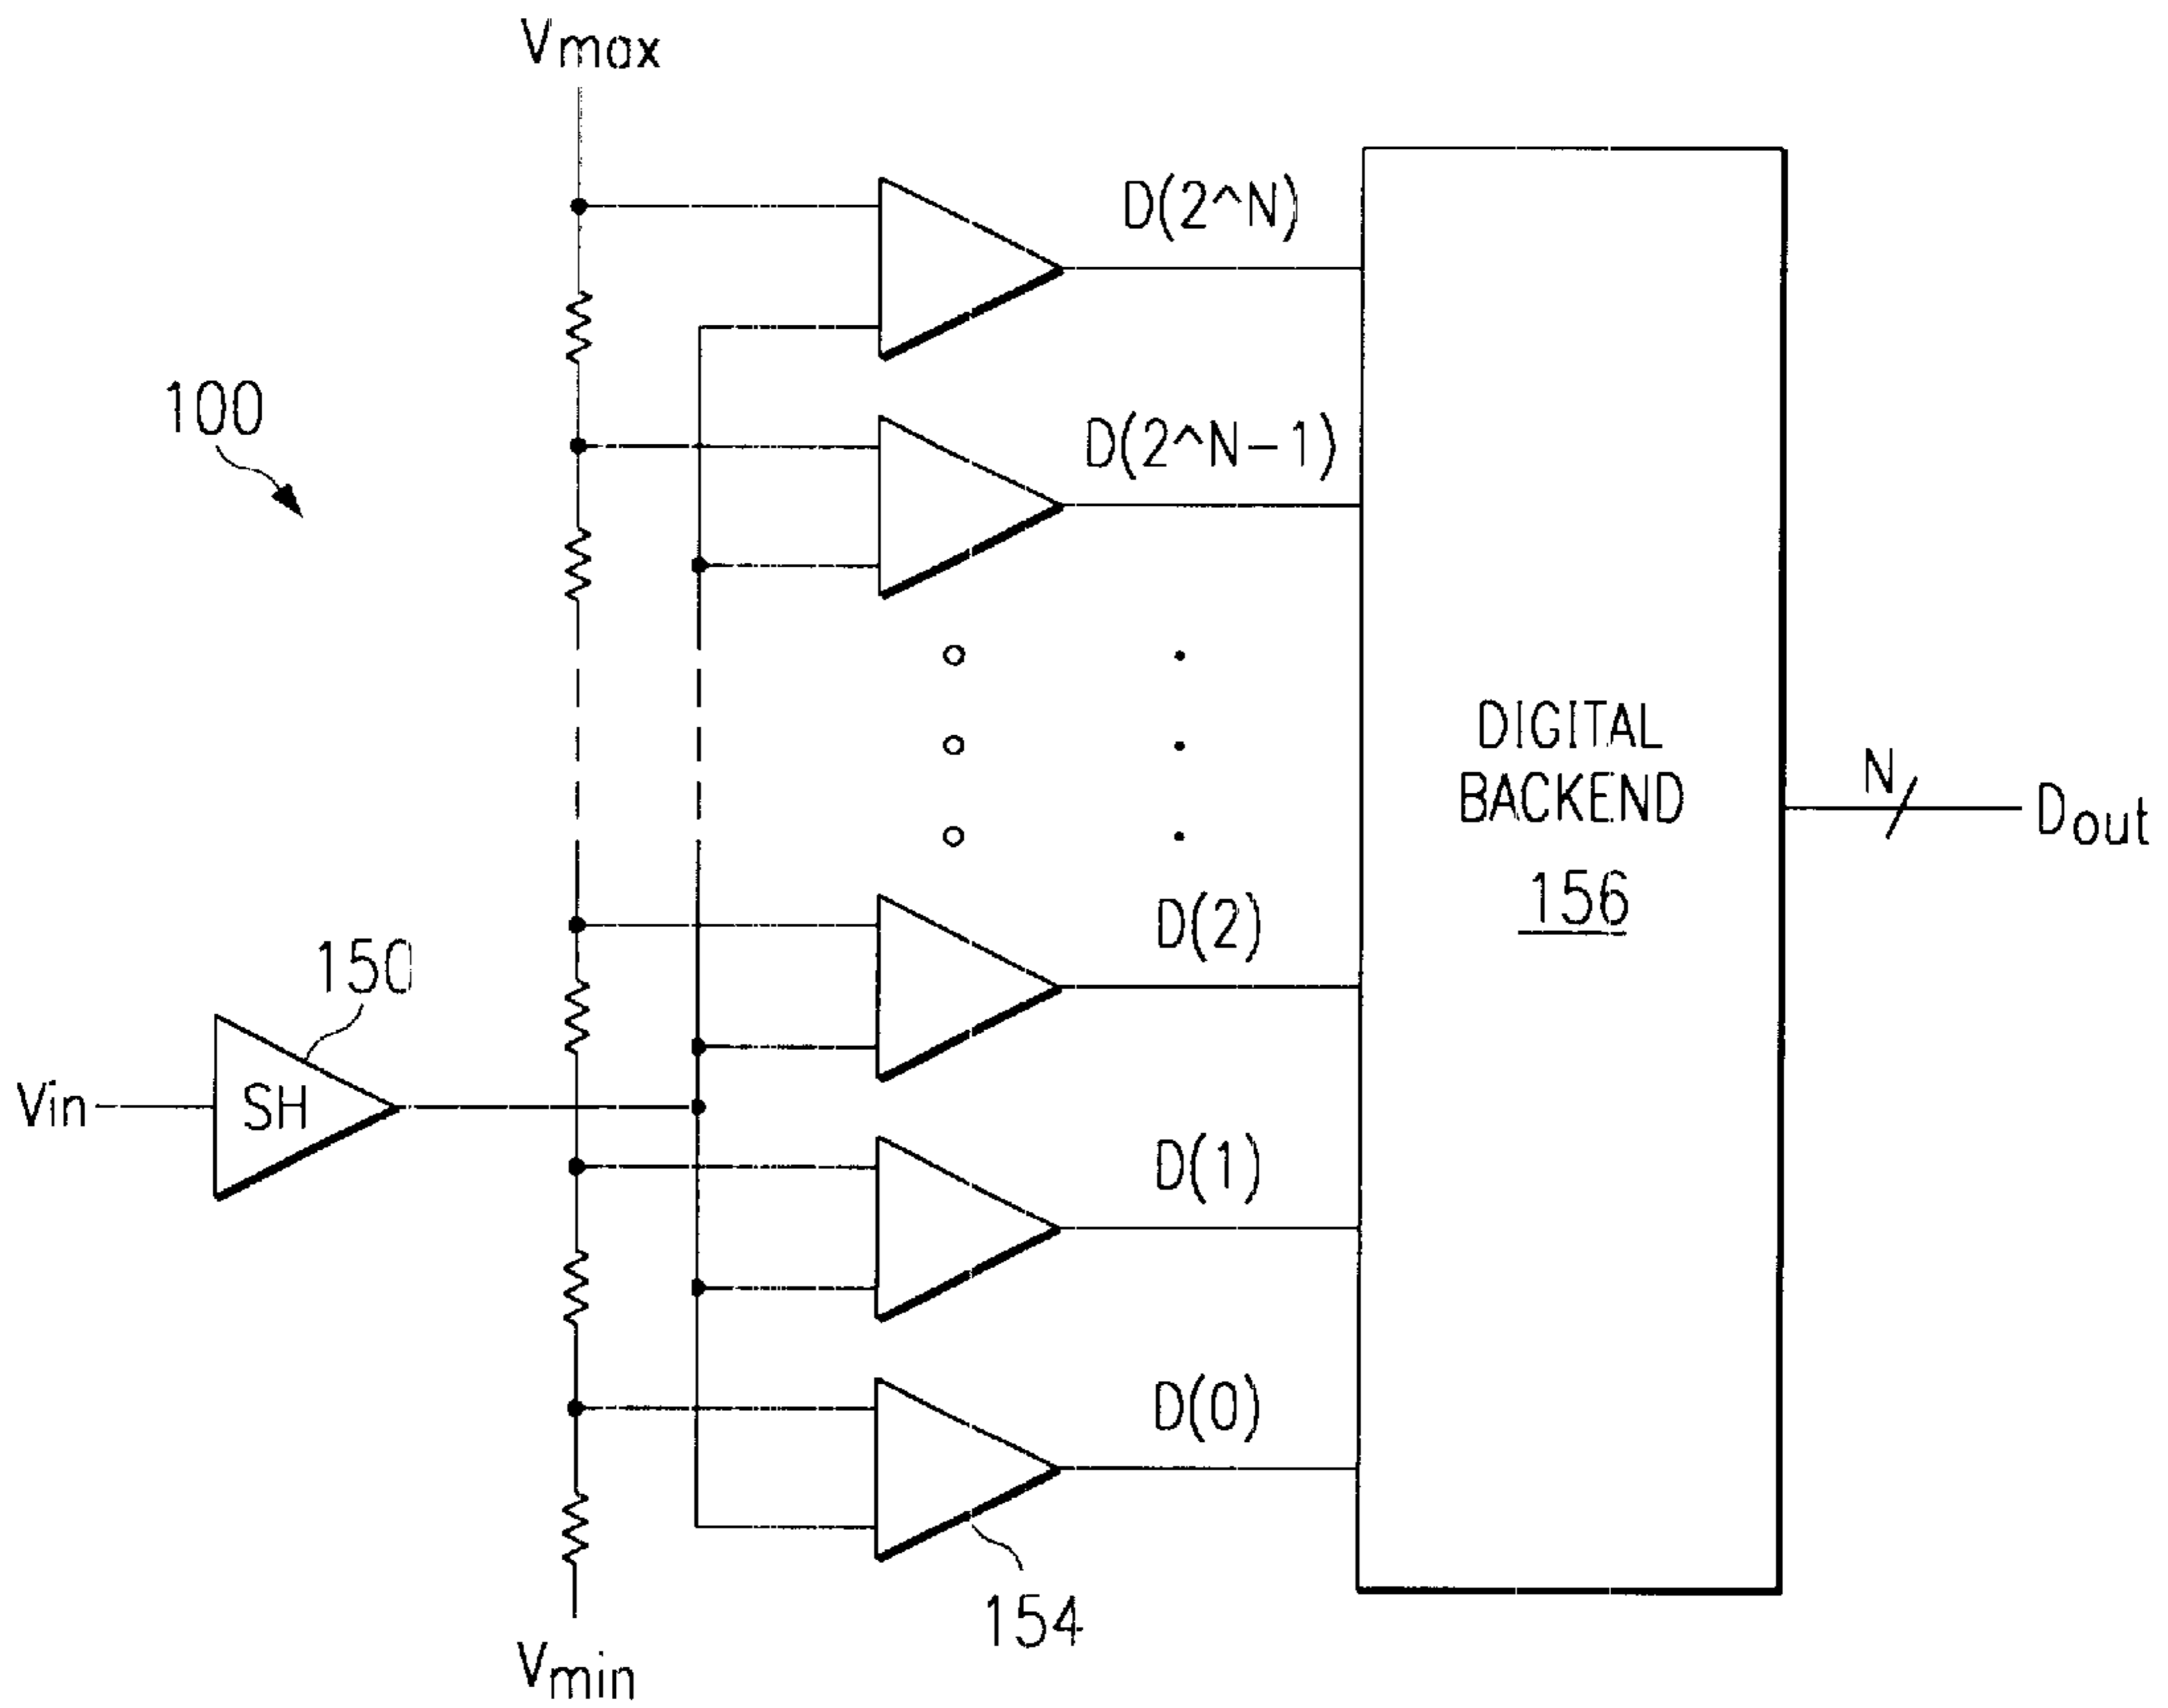 Vmax
D(2^N)
100
D(2^N-1)
DIGITAL
BACKEND
156
N
Dout
D(2)
150
Vin
SH
D(1)
D(0)
154
Vmin